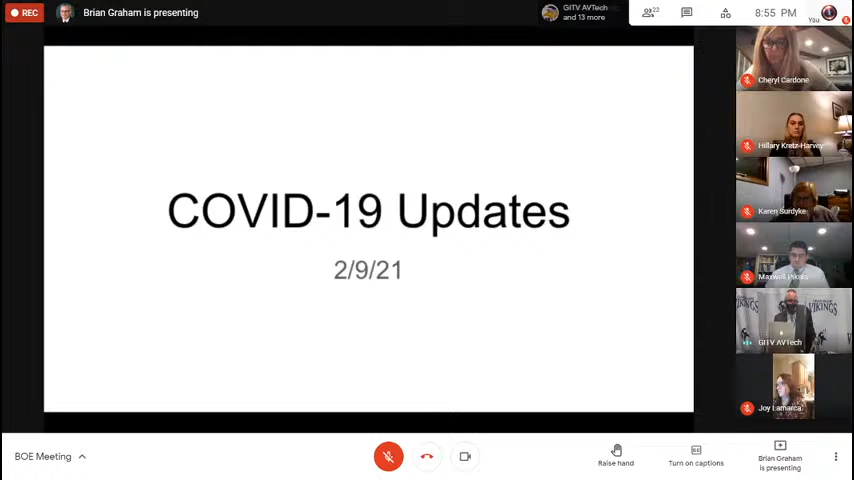 REC
Brian Graham is presenting
GITV AVTech
and 13 more
22
8:55 PM
You
COVID-19 Updates
2/9/21
Cheryl Cardone
Hillary Kretz-Harvey
Karen Surdyke
GITV AVTech
Joy Lamarca
VIKINGS
BOE Meeting
Raise hand
Turn on captions
Brian Graham
is presenting